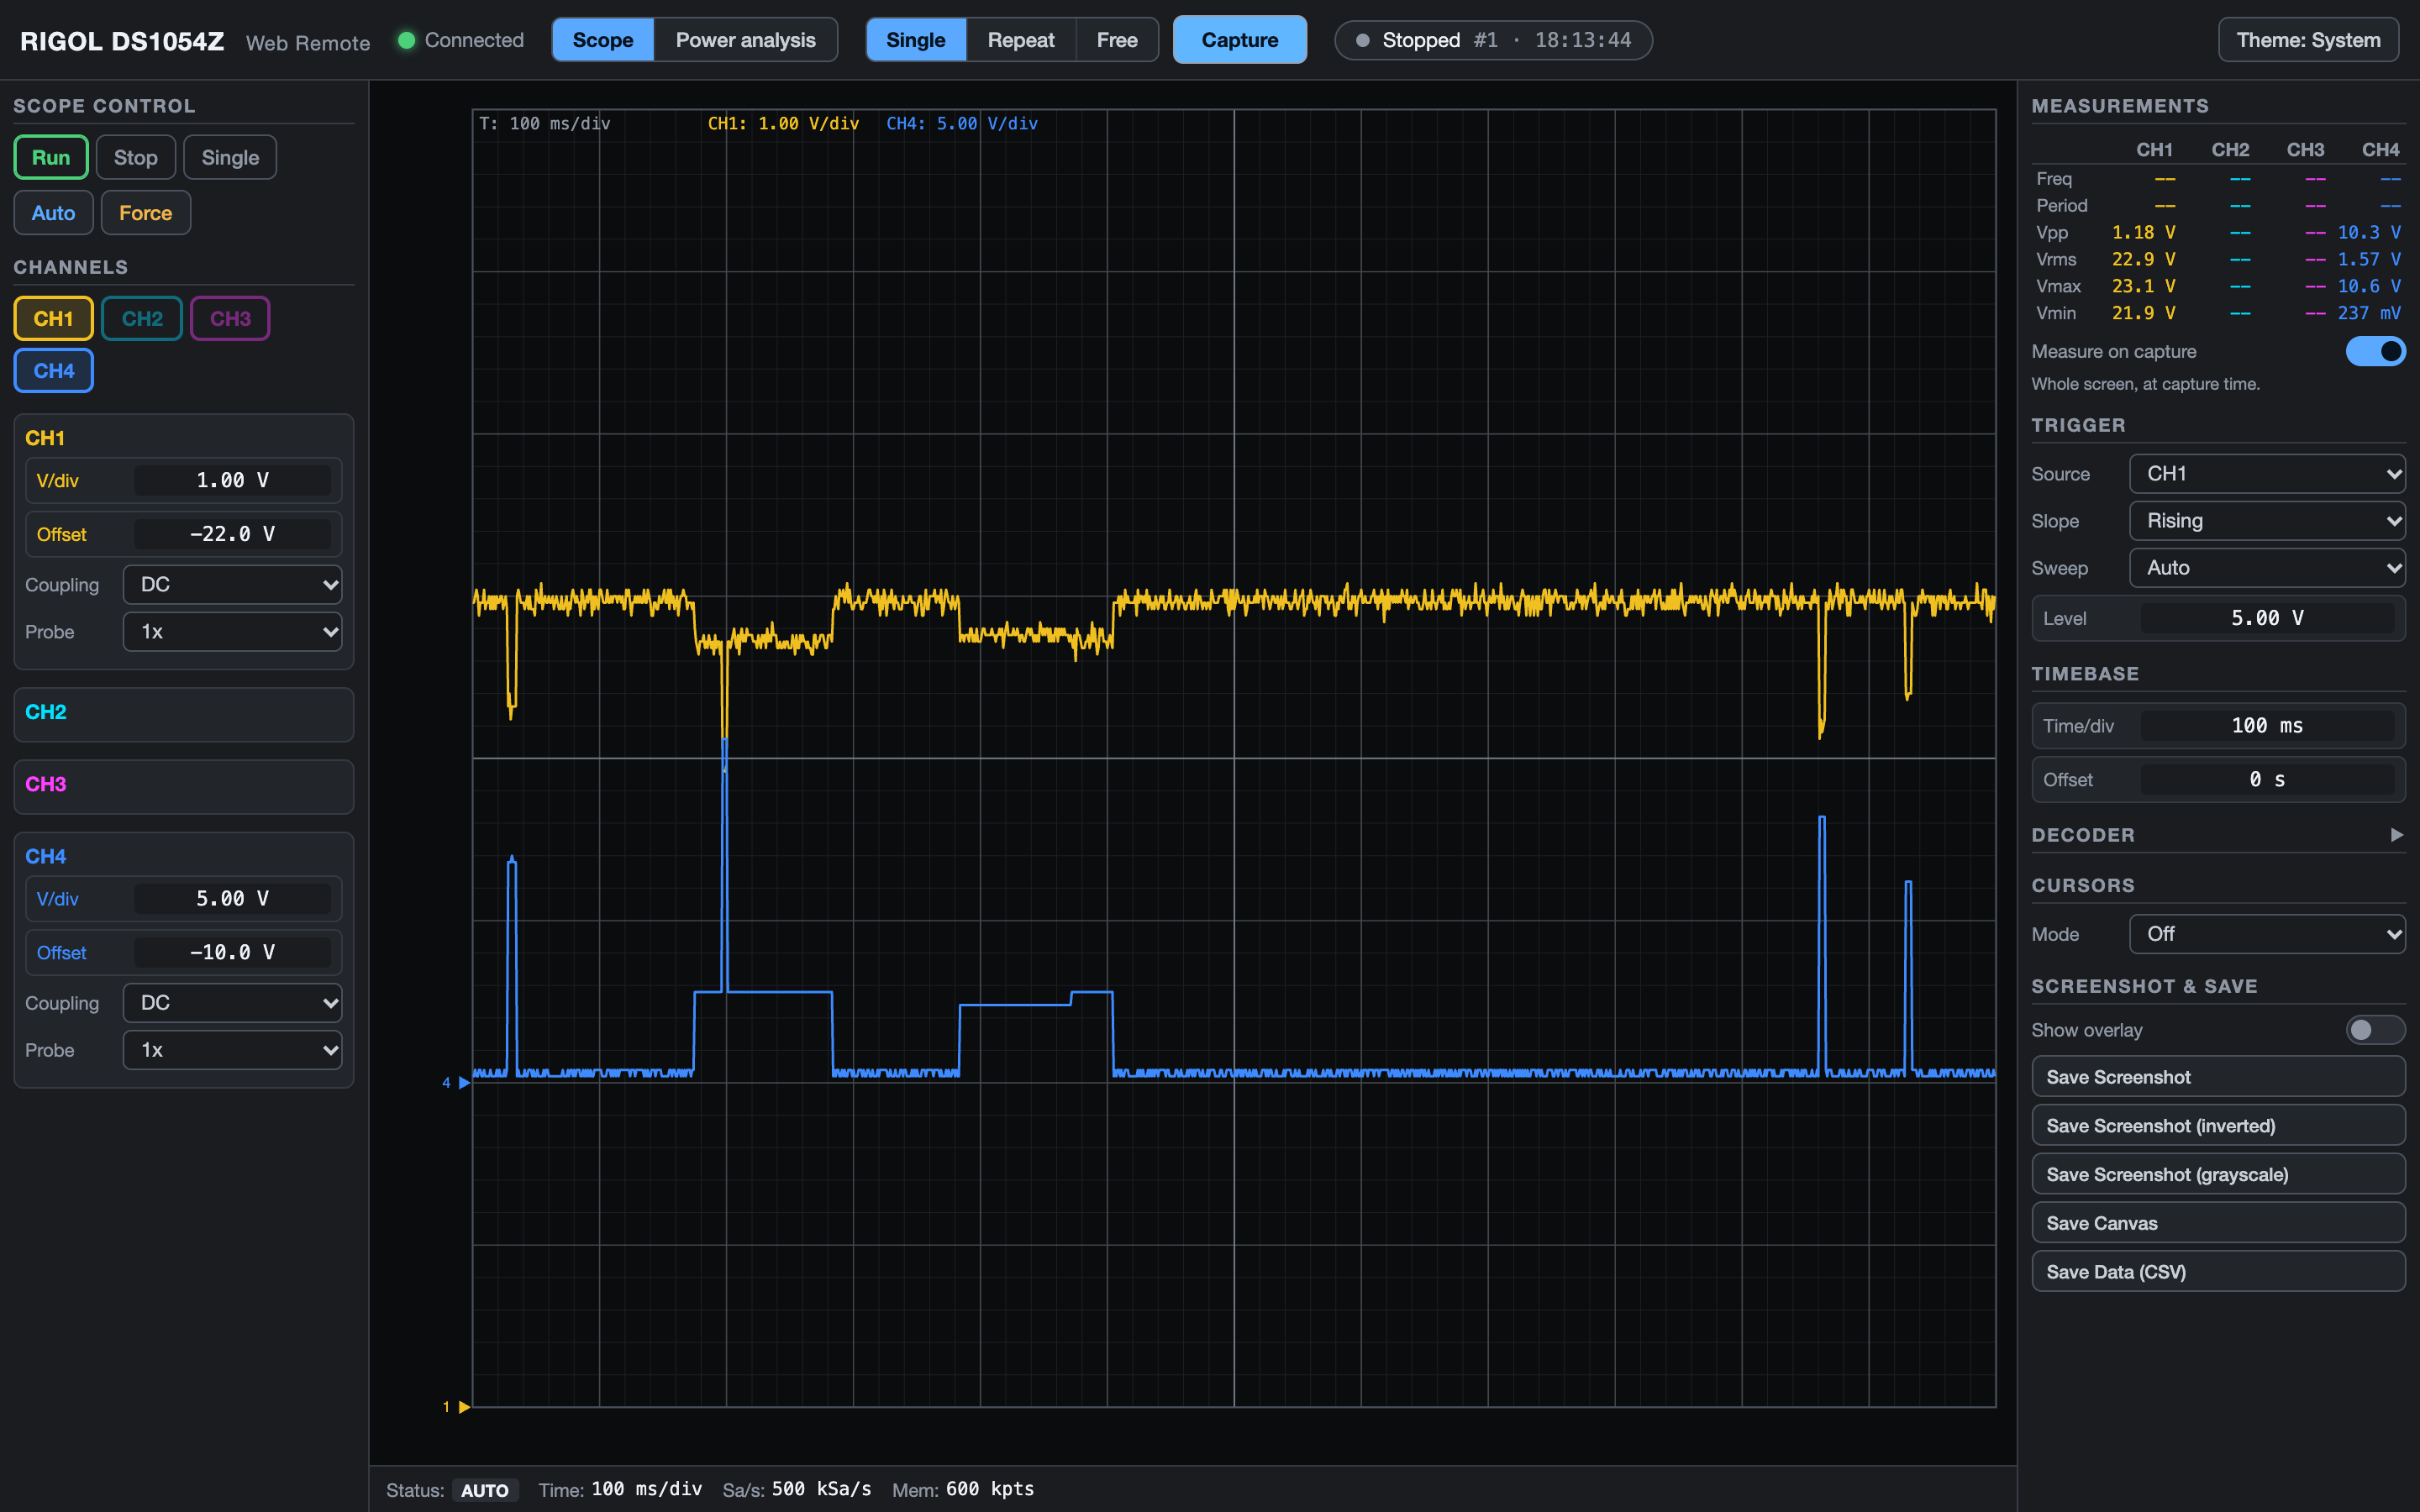 RIGOL DS1054Z Web Remote Connected Scope Power analysis Single Repeat Free Capture Stopped #1 · 18:13:44 Theme: System
SCOPE CONTROL
Run Stop Single
Auto Force
CHANNELS
CH1 CH2 CH3
CH4
CH1
V/div 1.00 V
Offset −22.0 V
Coupling DC
Probe 1x
CH2
CH3
CH4
V/div 5.00 V
Offset −10.0 V
Coupling DC
Probe 1x
T: 100 ms/div CH1: 1.00 V/div CH4: 5.00 V/div
4
1
Status: AUTO Time: 100 ms/div Sa/s: 500 kSa/s Mem: 600 kpts
MEASUREMENTS
CH1 CH2 CH3 CH4
Freq –– –– –– ––
Period –– –– –– ––
Vpp 1.18 V –– –– 10.3 V
Vrms 22.9 V –– –– 1.57 V
Vmax 23.1 V –– –– 10.6 V
Vmin 21.9 V –– –– 237 mV
Measure on capture
Whole screen, at capture time.
TRIGGER
Source CH1
Slope Rising
Sweep Auto
Level 5.00 V
TIMEBASE
Time/div 100 ms
Offset 0 s
DECODER
CURSORS
Mode Off
SCREENSHOT & SAVE
Show overlay
Save Screenshot
Save Screenshot (inverted)
Save Screenshot (grayscale)
Save Canvas
Save Data (CSV)